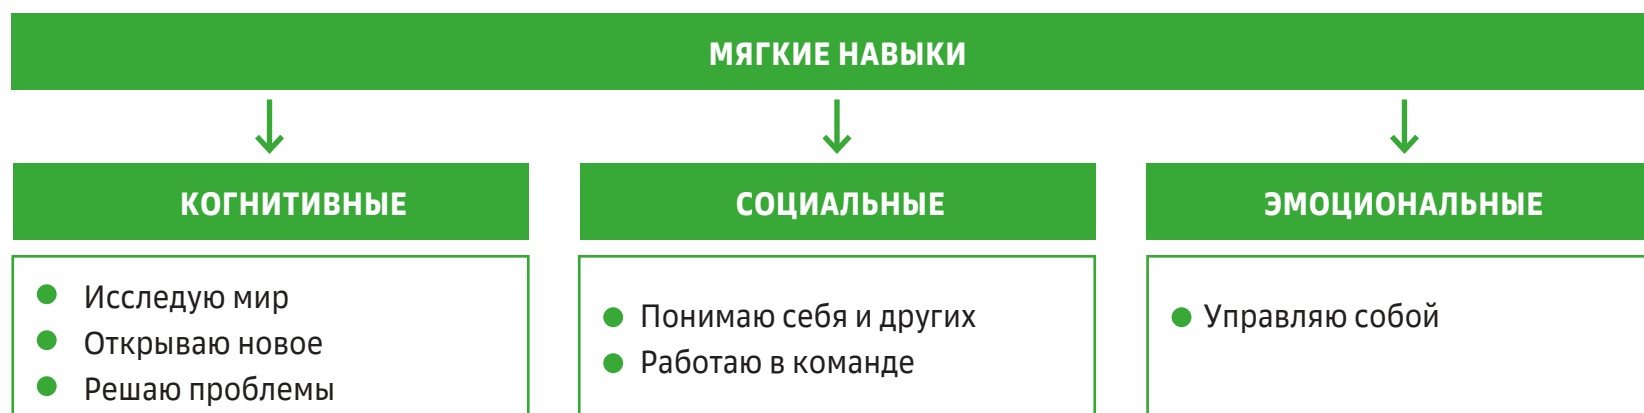 МЯГКИЕ НАВЫКИ
КОГНИТИВНЫЕ
Исследую мир
Открываю новое
Решаю проблемы
СОЦИАЛЬНЫЕ
Понимаю себя и других
Работаю в команде
ЭМОЦИОНАЛЬНЫЕ
Управляю собой